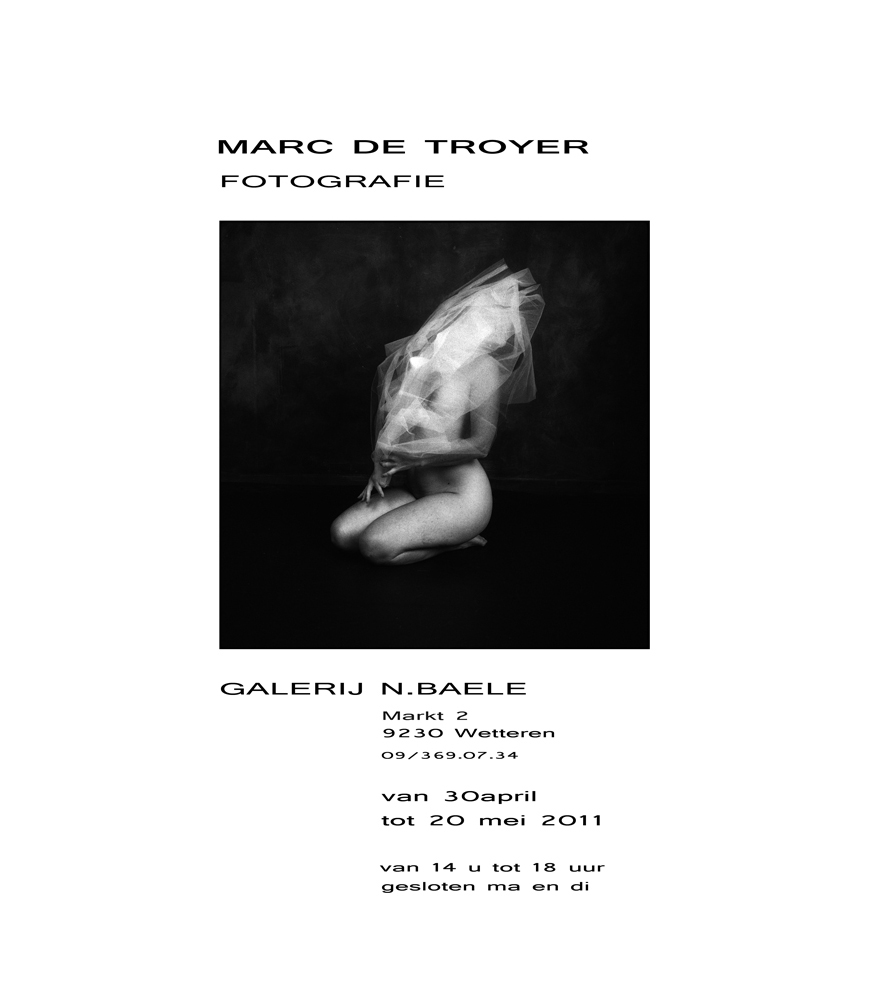 MARC DE TROYER
FOTOGRAFIE
GALERIJ N.BAELE
Markt 2
9230 Wetteren
09/369.07.34
van 30april
tot 20 mei 2011
van 14 u tot 18 uur
gesloten ma en di